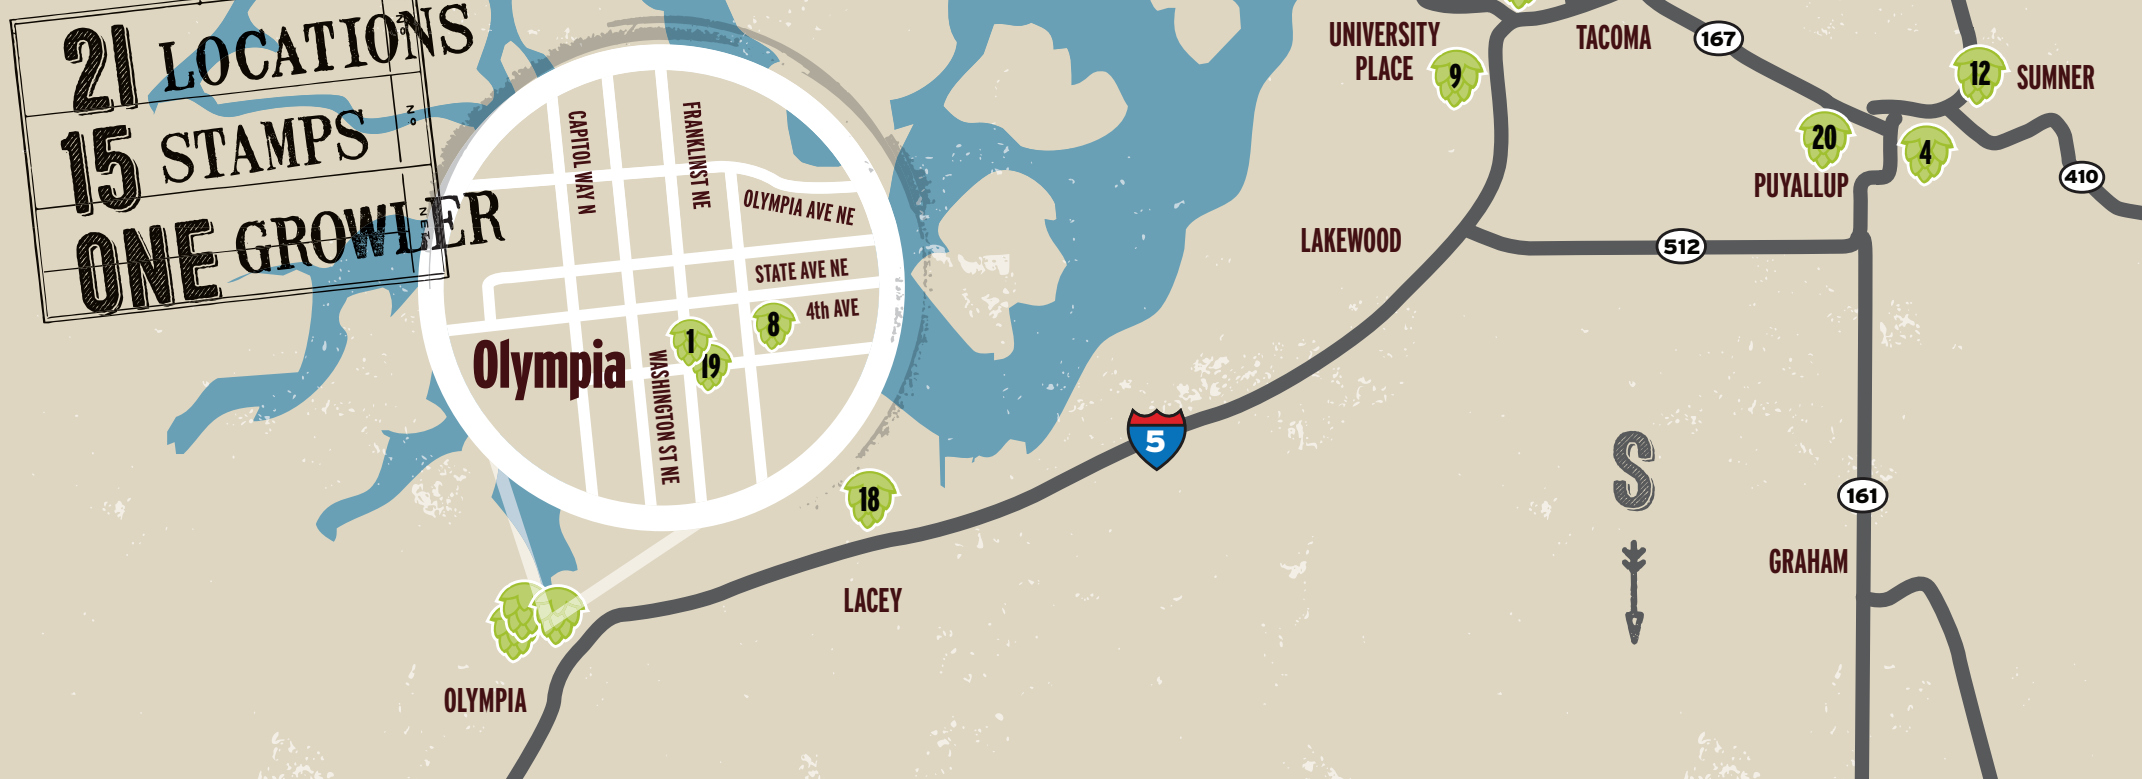 21 LOCATIONS
15 STAMPS
ONE GROWLER
CAPITOL WAY N
FRANKLINST NE
OLYMPIA AVE NE
STATE AVE NE
4th AVE
8
1
19
Olympia
WASHINGTON ST NE
18
OLYMPIA
LACEY
5
UNIVERSITY
PLACE
9
TACOMA
167
12
SUMNER
20
4
PUYALLUP
410
LAKEWOOD
512
S
161
GRAHAM